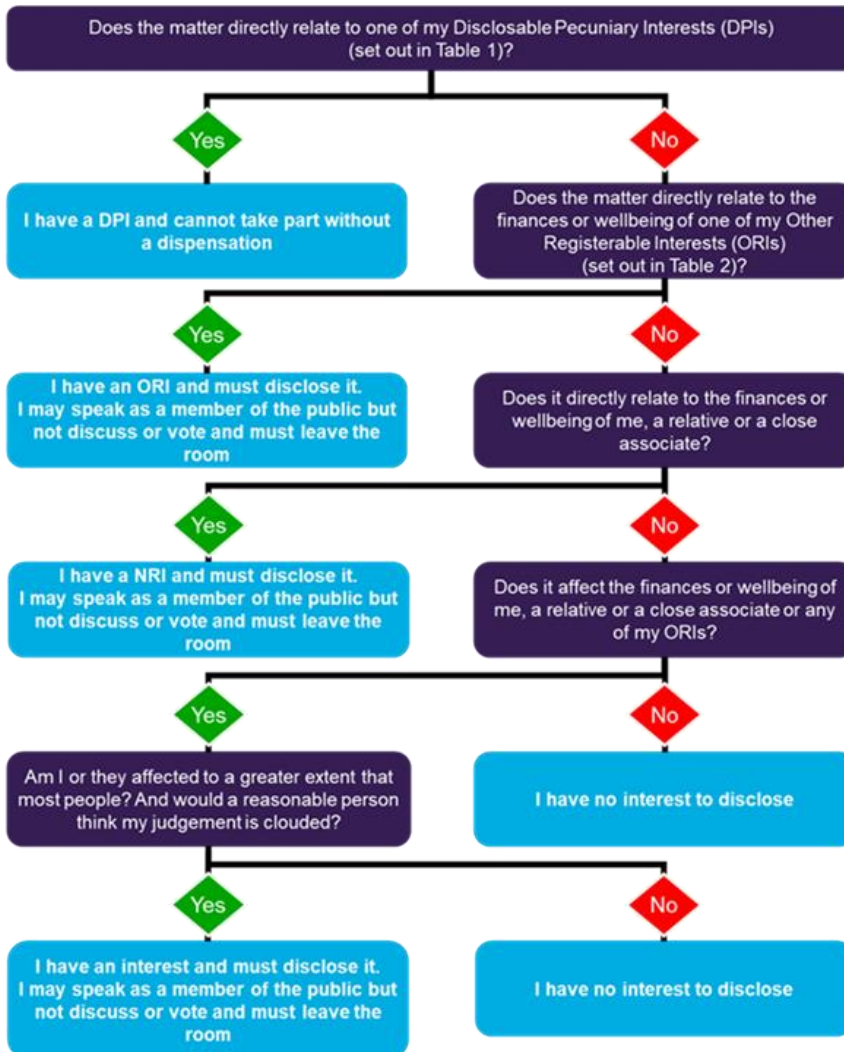 Does the matter directly relate to one of my Disclosable Pecuniary Interests (DPIs)
(set out in Table 1)?
Yes
No
I have a DPI and cannot take part without
a dispensation
Does the matter directly relate to the
finances or wellbeing of one of my Other
Registerable Interests (ORIs)
(set out in Table 2)?
Yes
No
I have an ORI and must disclose it.
I may speak as a member of the public but
not discuss or vote and must leave the
room
Does it directly relate to the finances or
wellbeing of me, a relative or a close
associate?
Yes
No
I have a NRI and must disclose it.
I may speak as a member of the public but
not discuss or vote and must leave the
room
Does it affect the finances or wellbeing of
me, a relative or a close associate or any
of my ORIs?
Yes
No
Am I or they affected to a greater extent that
most people? And would a reasonable person
think my judgement is clouded?
I have no interest to disclose
Yes
No
I have an interest and must disclose it.
I may speak as a member of the public but
not discuss or vote and must leave the
room
I have no interest to disclose